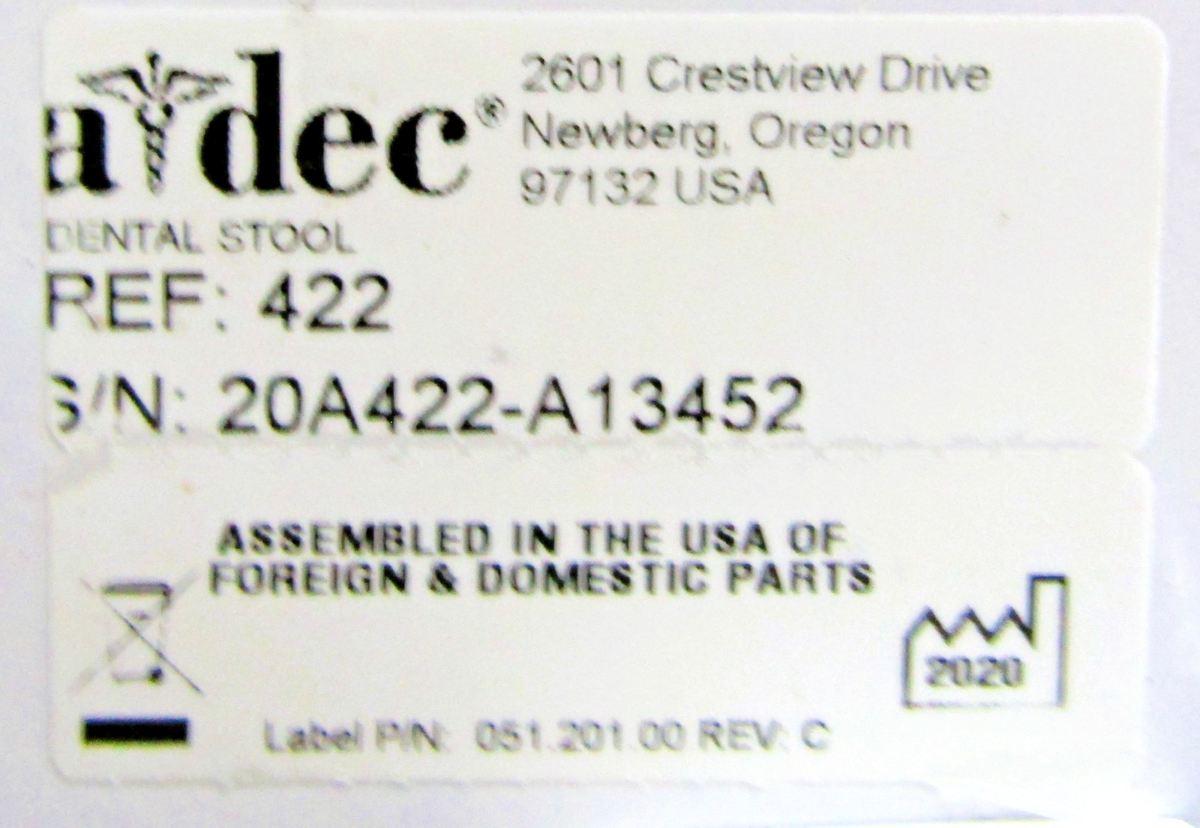 a dec®
2601 Crestview Drive
Newberg, Oregon
97132 USA
DENTAL STOOL
REF: 422
S/N: 20A422-A13452
ASSEMBLED IN THE USA OF
FOREIGN & DOMESTIC PARTS
2020
Label P/N: 051.201.00 REV: C